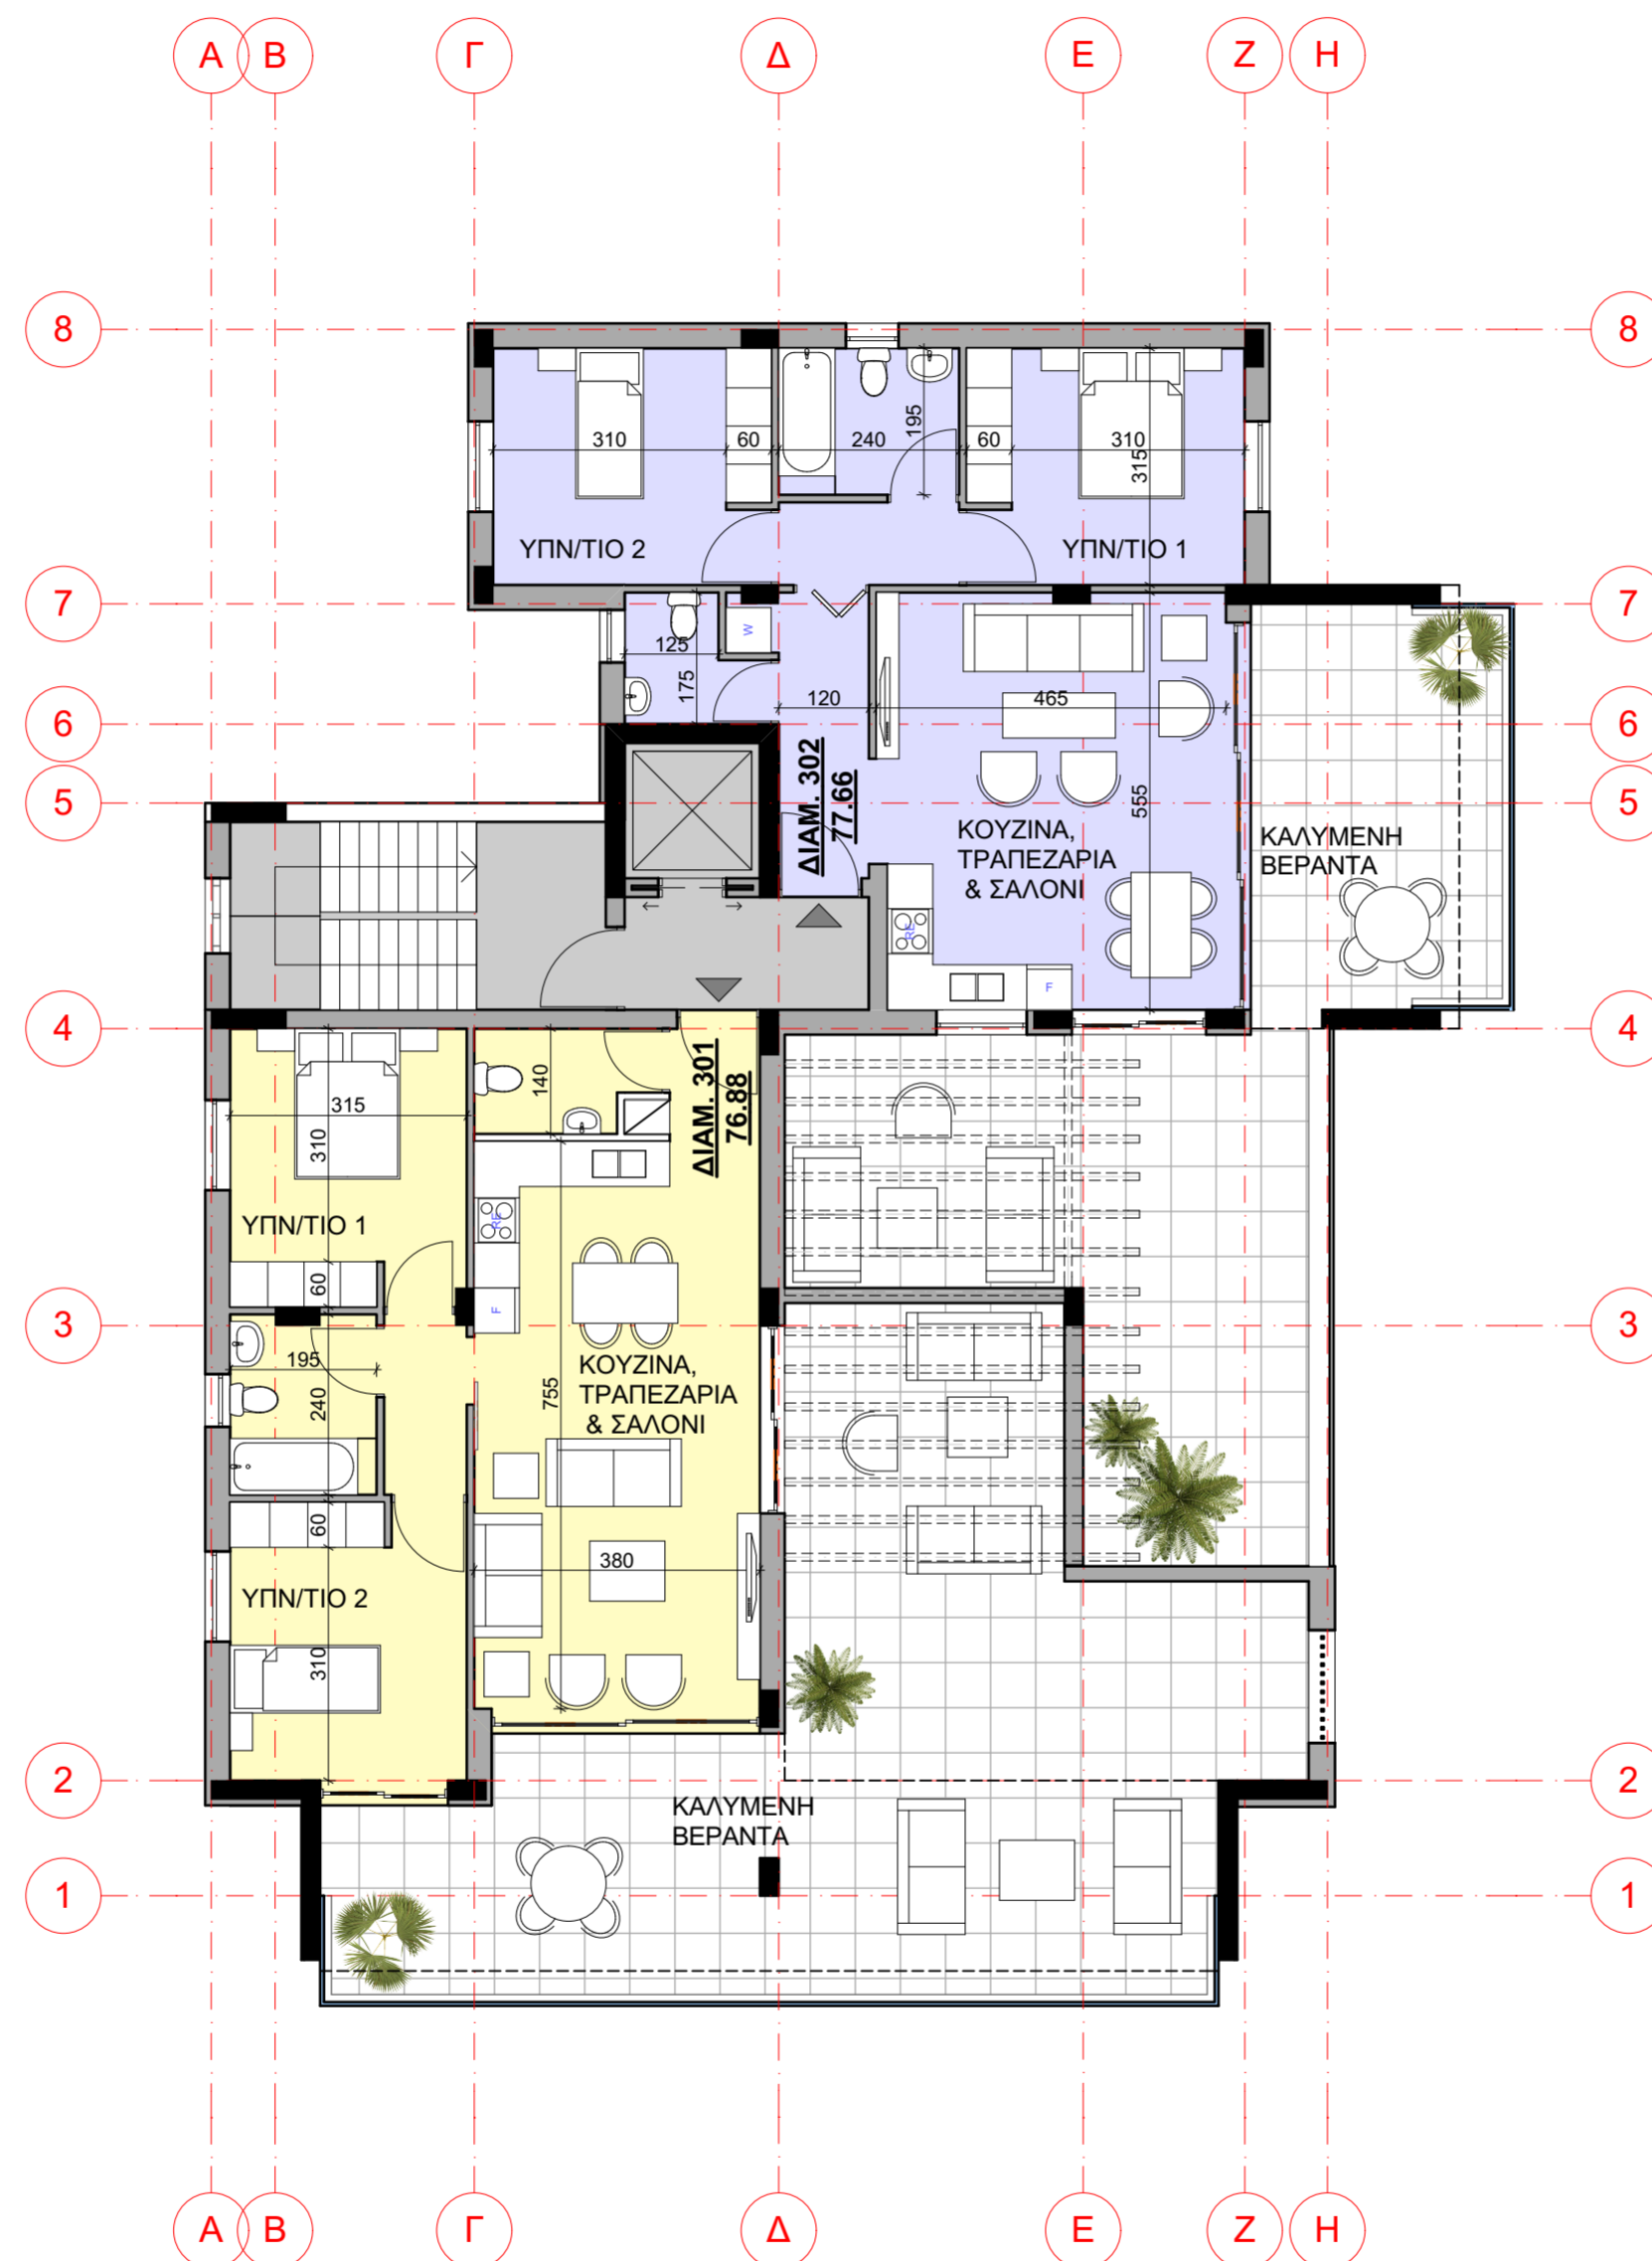 Α Β Γ Δ Ε Ζ Η
8 8
310 60 240 195 60 310 315
ΥΠΝ/ΤΙΟ 2
ΥΠΝ/ΤΙΟ 1
7 7
W
125
175
120
465
6 6
ΔΙΑΜ. 302
77.66
555
5 5
ΚΟΥΖΙΝΑ,
ΤΡΑΠΕΖΑΡΙΑ
& ΣΑΛΟΝΙ
ΚΑΛΥΜΕΝΗ
ΒΕΡΑΝΤΑ
RE
F
4 4
ΔΙΑΜ. 301
76.88
140
315
310
ΥΠΝ/ΤΙΟ 1
RE
60
F
3 3
195
240
ΚΟΥΖΙΝΑ,
ΤΡΑΠΕΖΑΡΙΑ
& ΣΑΛΟΝΙ
755
60
380
ΥΠΝ/ΤΙΟ 2
310
2 2
ΚΑΛΥΜΕΝΗ
ΒΕΡΑΝΤΑ
1 1
Α Β Γ Δ Ε Ζ Η